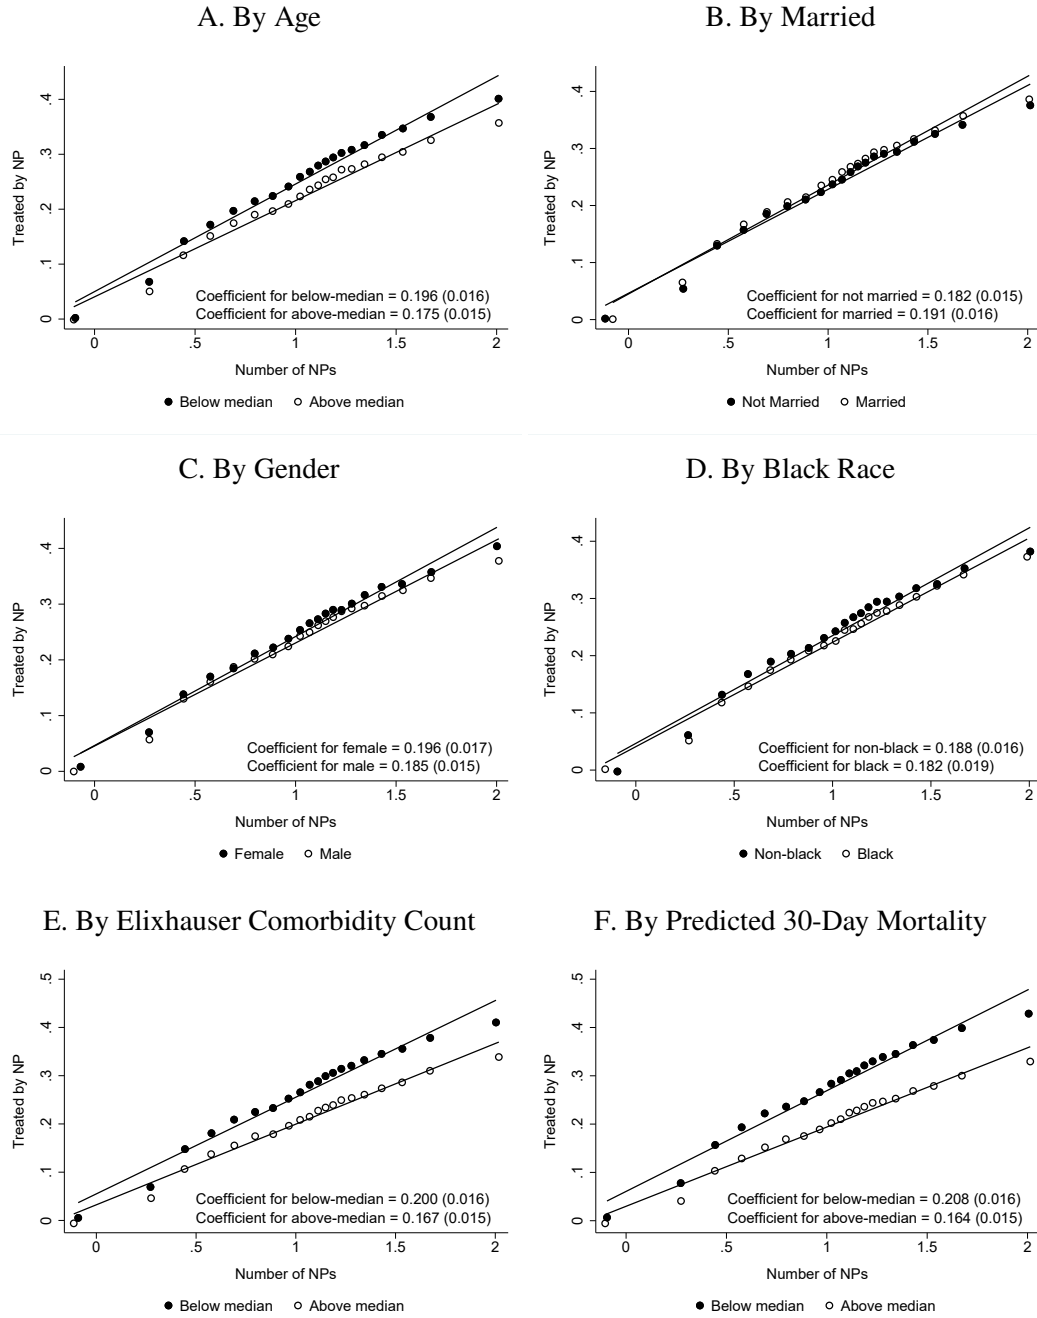 A. By Age
Treated by NP
.4
.3
.2
.1
0
Coefficient for below-median = 0.196 (0.016)
Coefficient for above-median = 0.175 (0.015)
0 .5 1 1.5 2
Number of NPs
Below median Above median
B. By Married
Treated by NP
.4
.3
.2
.1
0
Coefficient for not married = 0.182 (0.015)
Coefficient for married = 0.191 (0.016)
0 .5 1 1.5 2
Number of NPs
Not Married Married
C. By Gender
Treated by NP
.4
.3
.2
.1
0
Coefficient for female = 0.196 (0.017)
Coefficient for male = 0.185 (0.015)
0 .5 1 1.5 2
Number of NPs
Female Male
D. By Black Race
Treated by NP
.4
.3
.2
.1
0
Coefficient for non-black = 0.188 (0.016)
Coefficient for black = 0.182 (0.019)
0 .5 1 1.5 2
Number of NPs
Non-black Black
E. By Elixhauser Comorbidity Count
Treated by NP
.5
.4
.3
.2
.1
0
Coefficient for below-median = 0.200 (0.016)
Coefficient for above-median = 0.167 (0.015)
0 .5 1 1.5 2
Number of NPs
Below median Above median
F. By Predicted 30-Day Mortality
Treated by NP
.5
.4
.3
.2
.1
0
Coefficient for below-median = 0.208 (0.016)
Coefficient for above-median = 0.164 (0.015)
0 .5 1 1.5 2
Number of NPs
Below median Above median